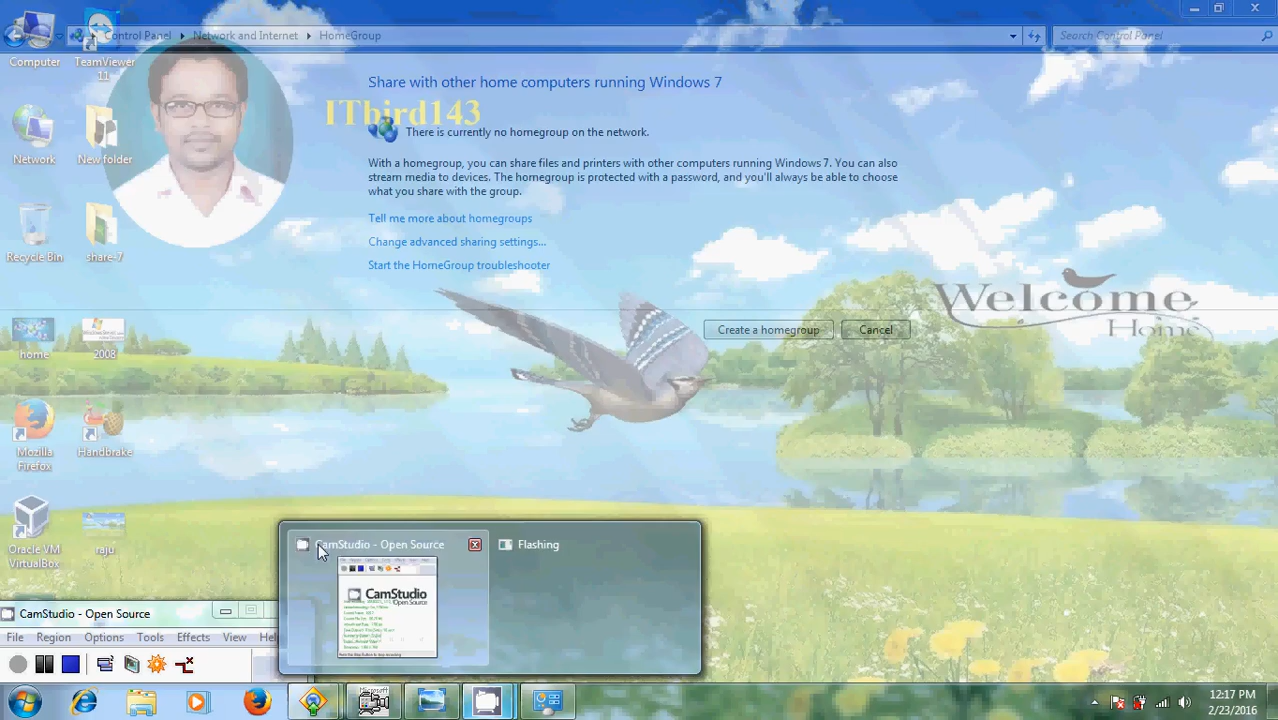 Control Panel Network and Internet HomeGroup
Search Control Panel
Computer
TeamViewer 11
Share with other home computers running Windows 7
IThird143
There is currently no homegroup on the network.
Network
New folder
With a homegroup, you can share files and printers with other computers running Windows 7. You can also
stream media to devices. The homegroup is protected with a password, and you'll always be able to choose
what you share with the group.
Tell me more about homegroups
Change advanced sharing settings...
Start the HomeGroup troubleshooter
Recycle Bin
share-7
Welcome
Home
Create a homegroup
Cancel
home
2008
Mozilla Firefox
Handbrake
Oracle VM VirtualBox
raju
CamStudio - Open Source
Flashing
CamStudio
Open Source
CamStudio - Open Source
File Region Options Tools Effects View He
Microsoft
12:17 PM
2/23/2016